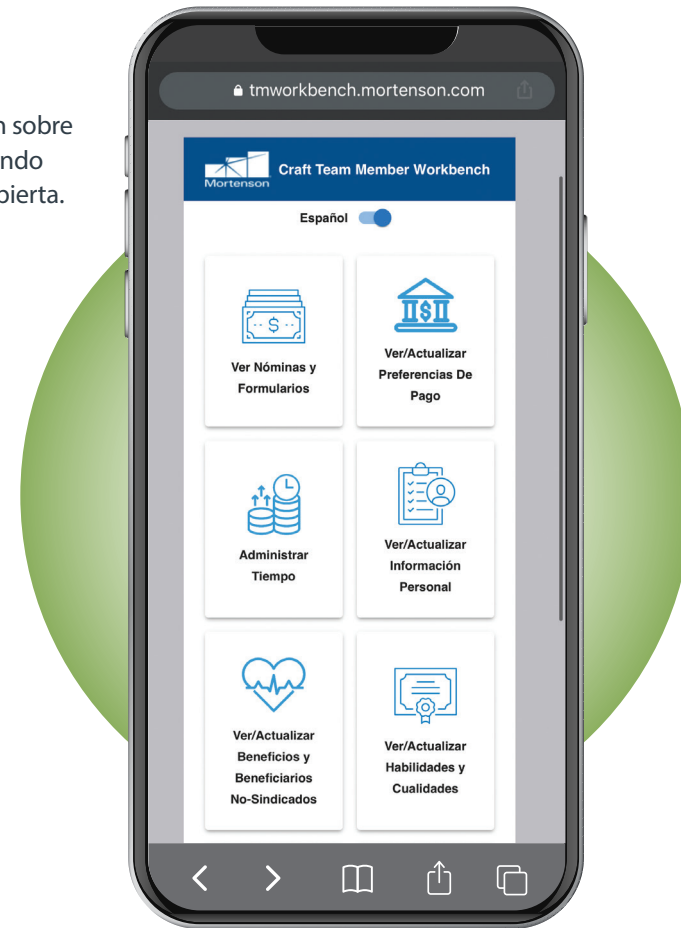 n sobre
ndo
bierta.
tmworkbench.mortenson.com
Mortenson
Craft Team Member Workbench
Español
$
Ver Nóminas y
Formularios
$
Ver/Actualizar
Preferencias De
Pago
Administrar
Tiempo
Ver/Actualizar
Información
Personal
Ver/Actualizar
Beneficios y
Beneficiarios
No-Sindicados
Ver/Actualizar
Habilidades y
Cualidades